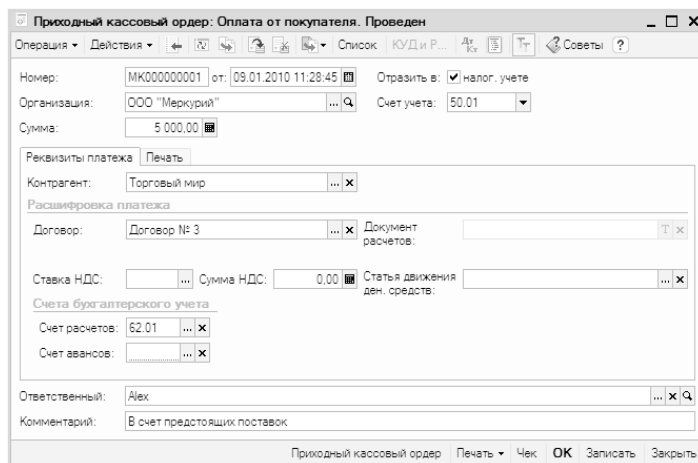 Приходный кассовый ордер: Оплата от покупателя. Проведен
Операция Действия Список КУДиР... Дт Кт Советы ?
Номер: МК000000001 от: 09.01.2010 11:28:45 Отразить в: налог. учете
Организация: ООО "Меркурий" ... Счет учета: 50.01
Сумма: 5 000,00
Реквизиты платежа Печать
Контрагент: Торговый мир ... x
Расшифровка платежа
Договор: Договор № 3 ... x Документ расчетов: T x
Ставка НДС: ... Сумма НДС: 0,00 Статья движения ден. средств: ... x
Счета бухгалтерского учета
Счет расчетов: 62.01 ... x
Счет авансов: ... x
Ответственный: Alex ... x
Комментарий: В счет предстоящих поставок
Приходный кассовый ордер Печать Чек OK Записать Закрыть